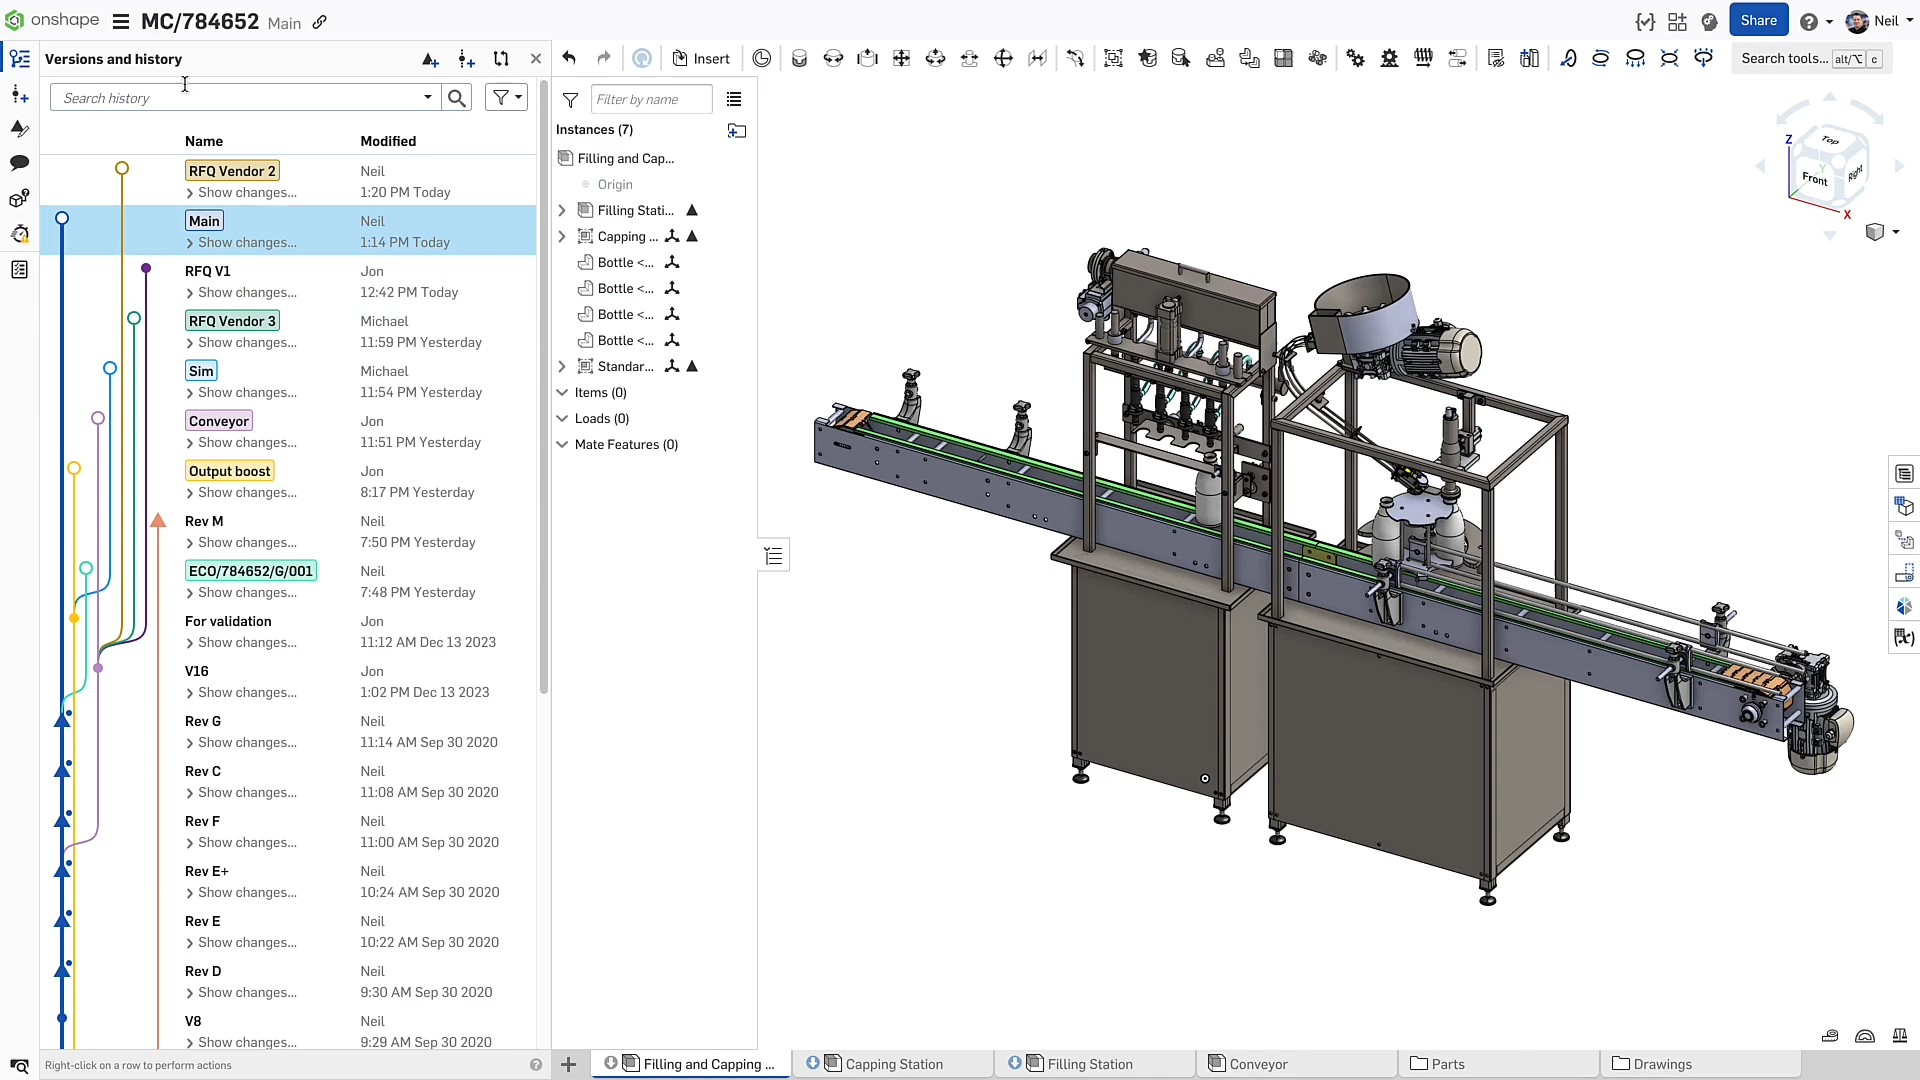 onshape MC/784652 Main Share Neil
Versions and history Insert Search tools... alt/⌥ c
Search history
Filter by name
Name Modified
RFQ Vendor 2 Neil
Show changes... 1:20 PM Today
Main Neil
Show changes... 1:14 PM Today
RFQ V1 Jon
Show changes... 12:42 PM Today
RFQ Vendor 3 Michael
Show changes... 11:59 PM Yesterday
Sim Michael
Show changes... 11:54 PM Yesterday
Conveyor Jon
Show changes... 11:51 PM Yesterday
Output boost Jon
Show changes... 8:17 PM Yesterday
Rev M Neil
Show changes... 7:50 PM Yesterday
ECO/784652/G/001 Neil
Show changes... 7:48 PM Yesterday
For validation Jon
Show changes... 11:12 AM Dec 13 2023
V16 Jon
Show changes... 1:02 PM Dec 13 2023
Rev G Neil
Show changes... 11:14 AM Sep 30 2020
Rev C Neil
Show changes... 11:08 AM Sep 30 2020
Rev F Neil
Show changes... 11:00 AM Sep 30 2020
Rev E+ Neil
Show changes... 10:24 AM Sep 30 2020
Rev E Neil
Show changes... 10:22 AM Sep 30 2020
Rev D Neil
Show changes... 9:30 AM Sep 30 2020
V8 Neil
Show changes... 9:29 AM Sep 30 2020
Right-click on a row to perform actions
Instances (7)
Filling and Cap...
Origin
Filling Stati...
Capping ...
Bottle <...
Bottle <...
Bottle <...
Bottle <...
Standar...
Items (0)
Loads (0)
Mate Features (0)
Z
Top
Y
Front Right
X
(x)
Filling and Capping ... Capping Station Filling Station Conveyor Parts Drawings